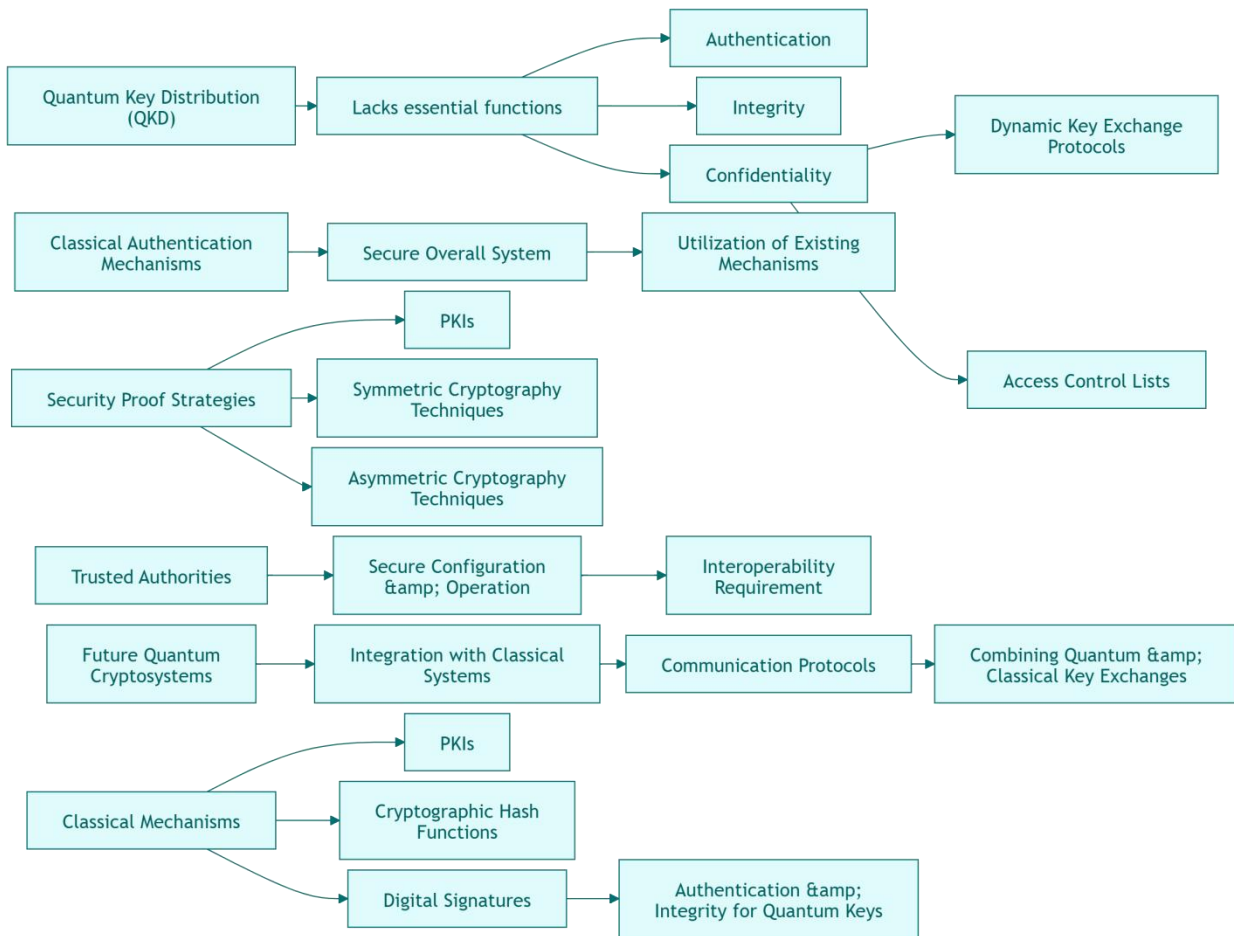 Authentication
Quantum Key Distribution
(QKD)
Lacks essential functions
Integrity
Dynamic Key Exchange
Protocols
Confidentiality
Classical Authentication
Mechanisms
Secure Overall System
Utilization of Existing
Mechanisms
PKIs
Security Proof Strategies
Symmetric Cryptography
Techniques
Access Control Lists
Asymmetric Cryptography
Techniques
Trusted Authorities
Secure Configuration
&amp; Operation
Interoperability
Requirement
Future Quantum
Cryptosystems
Integration with Classical
Systems
Communication Protocols
Combining Quantum &amp;
Classical Key Exchanges
PKIs
Classical Mechanisms
Cryptographic Hash
Functions
Digital Signatures
Authentication &amp;
Integrity for Quantum Keys